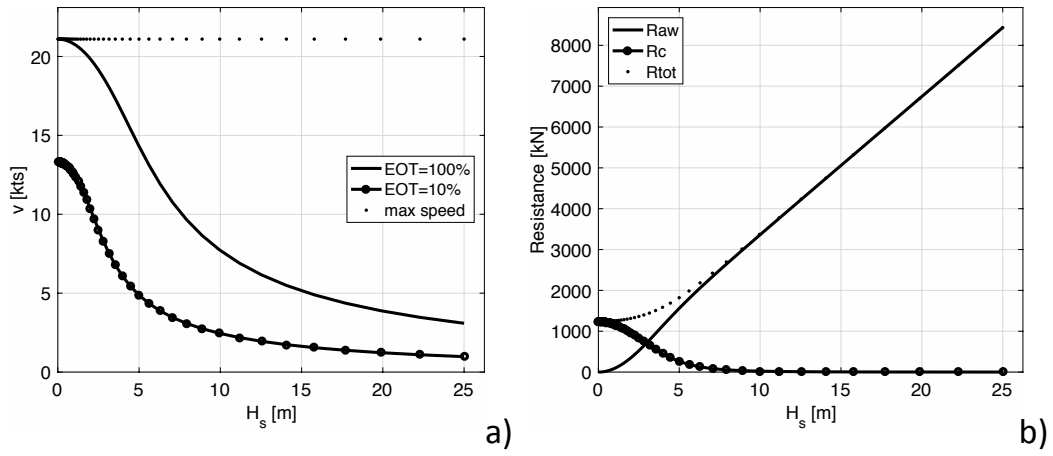 20
15
10
5
0
v [kts]
EOT=100%
EOT=10%
max speed
0 5 10 15 20 25
H_s [m]
a)
Raw
Rc
Rtot
8000
7000
6000
5000
4000
3000
2000
1000
0
Resistance [kN]
0 5 10 15 20 25
H_s [m]
b)